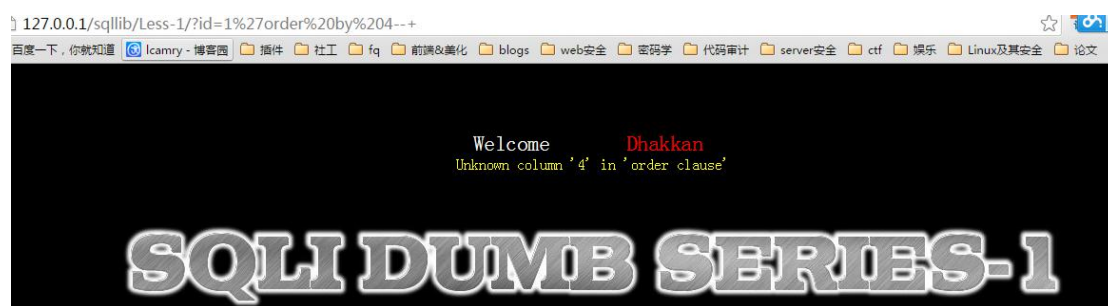 127.0.0.1/sqllib/Less-1/?id=1%27order%20by%204--+
百度一下，你就知道 lcamry - 博客园 插件 社工 fq 前端&美化 blogs web安全 密码学 代码审计 server安全 ctf 娱乐 Linux及其安全 论文
Welcome Dhakkan
Unknown column '4' in 'order clause'
SQLI DUMB SERIES-1